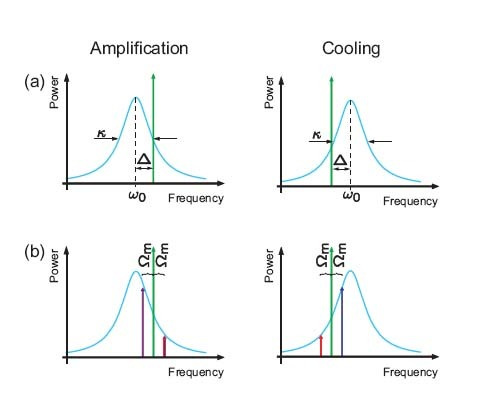 Amplification Cooling
(a) Power Power
κ κ
Δ Δ
ω0 Frequency ω0 Frequency
(b) Power Ωm Ωm Power Ωm Ωm
Frequency Frequency